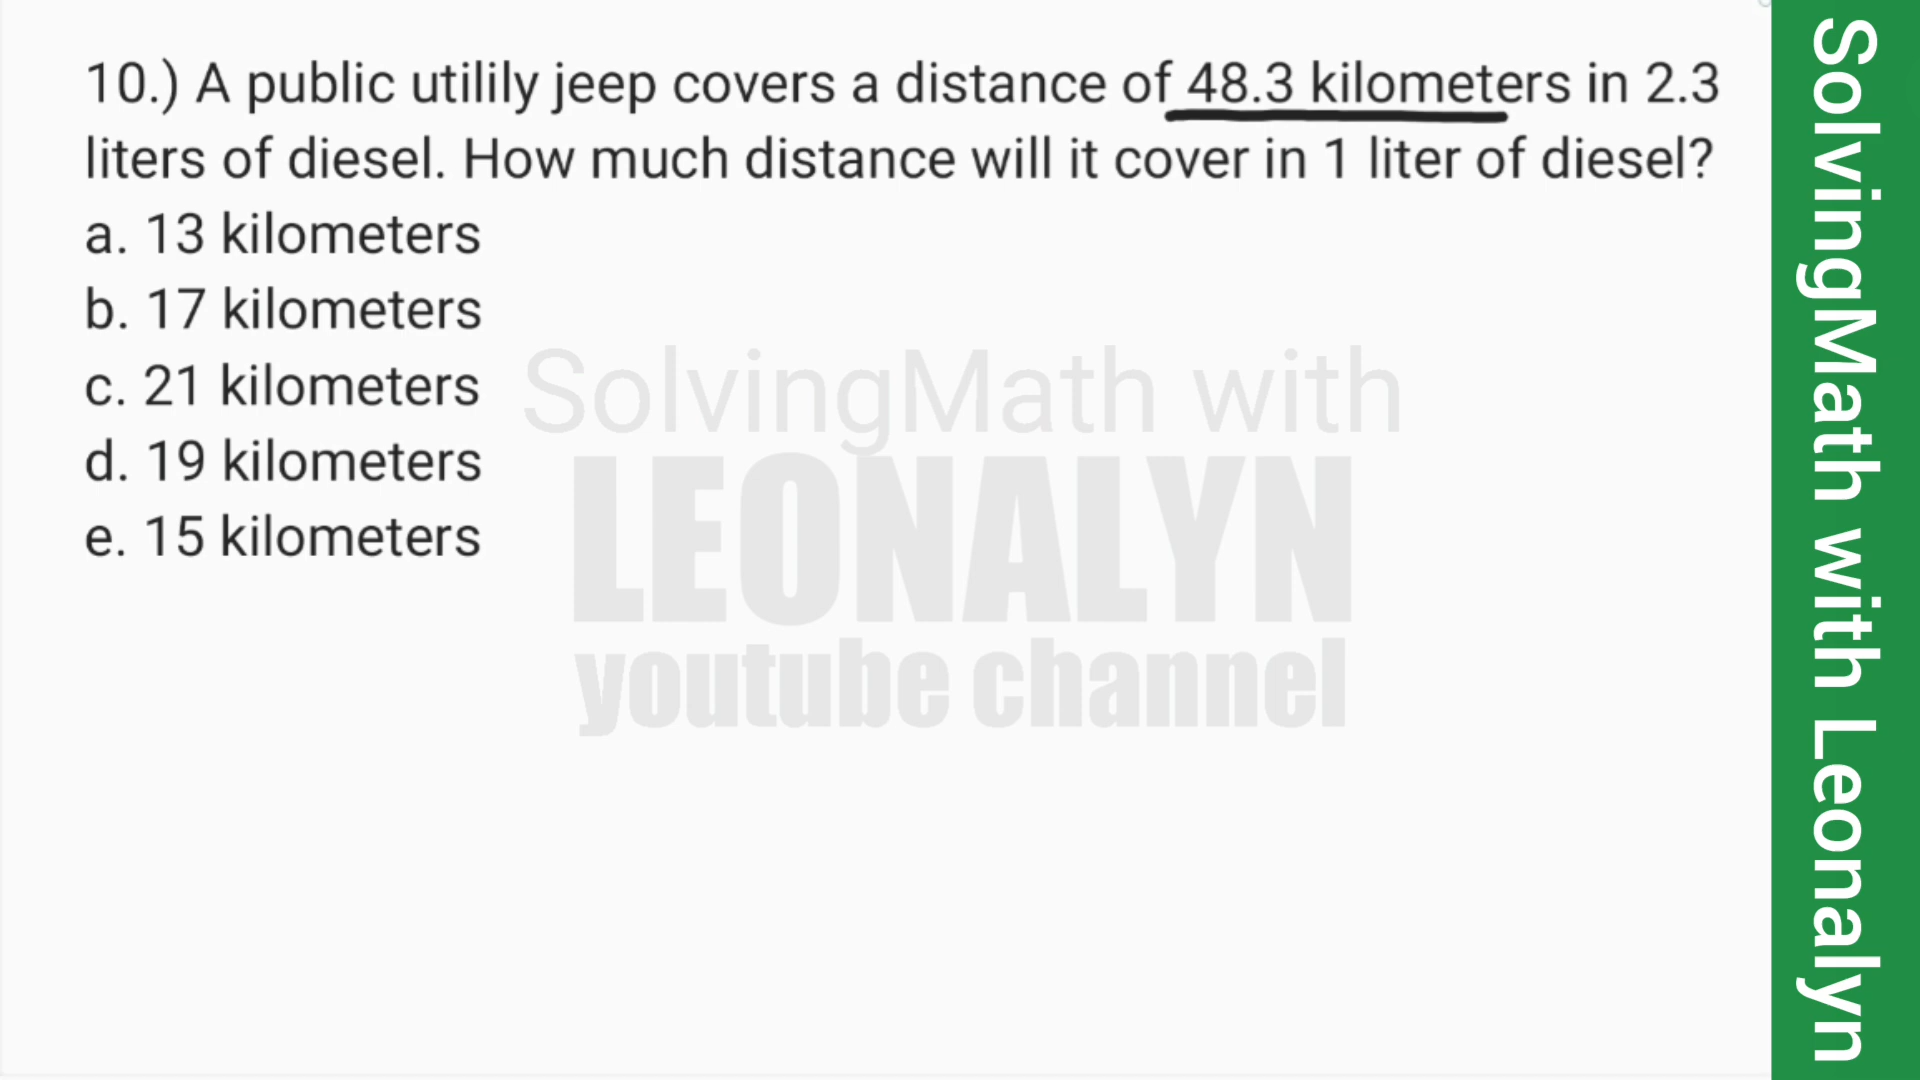 10.) A public utilily jeep covers a distance of 48.3 kilometers in 2.3
liters of diesel. How much distance will it cover in 1 liter of diesel?
a. 13 kilometers
b. 17 kilometers
c. 21 kilometers
d. 19 kilometers
e. 15 kilometers
SolvingMath with
LEONALYN
youtube channel
SolvingMath with Leonalyn